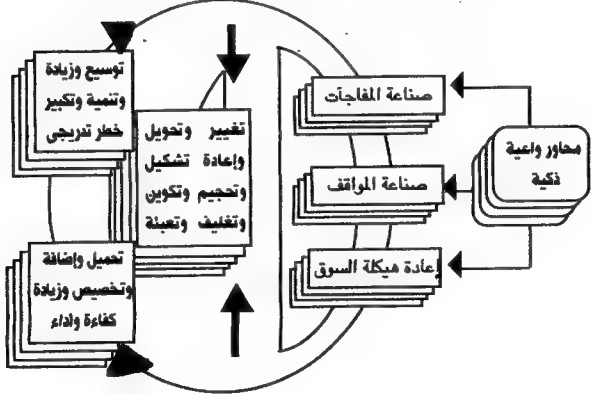 محاور واعية
ذكية
صناعة المفاجآت
صناعة المواقف
إعادة هيكلة السوق
توسيع وزيادة
وتنمية وتكبير
خطر تدريجى
تغيير وتحويل
وإعادة تشكيل
وتحجيم وتكوين
وتغليف وتعبئة
تحميل وإضافة
وتخصيص وزيادة
كفاءة وأداء